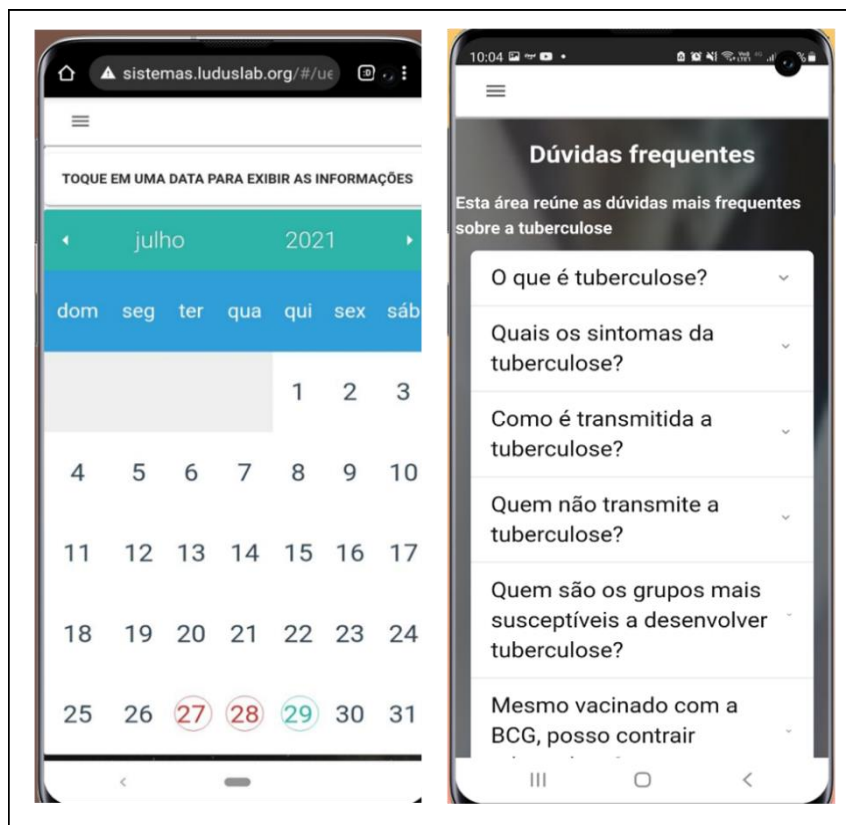 sistemas.luduslab.org/#/ue
:D
TOQUE EM UMA DATA PARA EXIBIR AS INFORMAÇÕES
julho 2021
dom seg ter qua qui sex sáb
1 2 3
4 5 6 7 8 9 10
11 12 13 14 15 16 17
18 19 20 21 22 23 24
25 26 27 28 29 30 31
10:04
Dúvidas frequentes
Esta área reúne as dúvidas mais frequentes
sobre a tuberculose
O que é tuberculose?
Quais os sintomas da
tuberculose?
Como é transmitida a
tuberculose?
Quem não transmite a
tuberculose?
Quem são os grupos mais
susceptíveis a desenvolver
tuberculose?
Mesmo vacinado com a
BCG, posso contrair